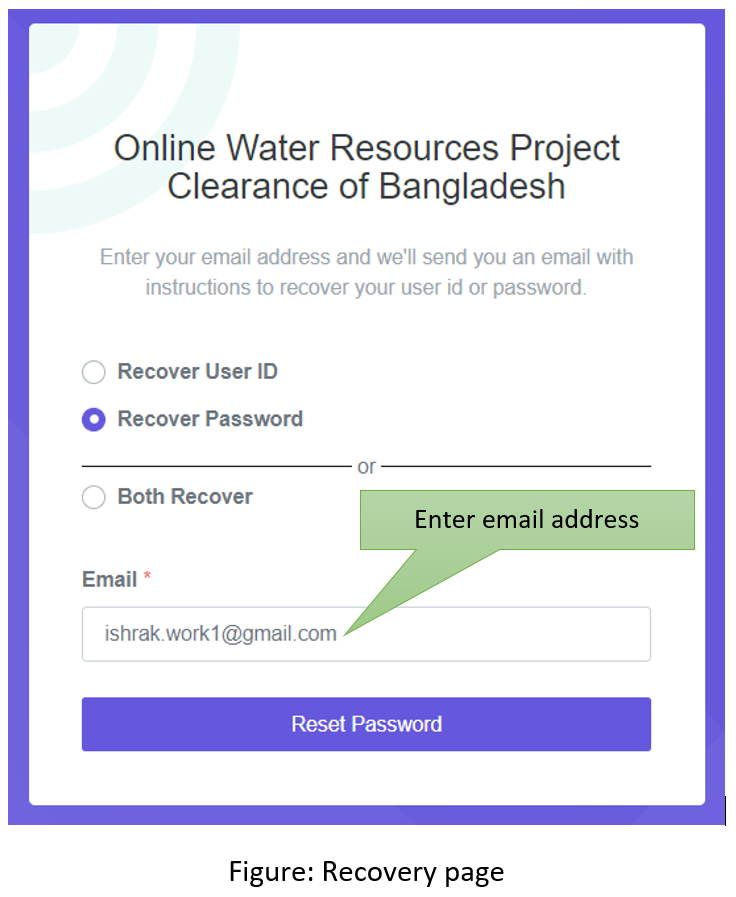 Online Water Resources Project
Clearance of Bangladesh
Enter your email address and we'll send you an email with
instructions to recover your user id or password.
Recover User ID
Recover Password
or
Both Recover
Enter email address
Email *
ishrak.work1@gmail.com
Reset Password
Figure: Recovery page